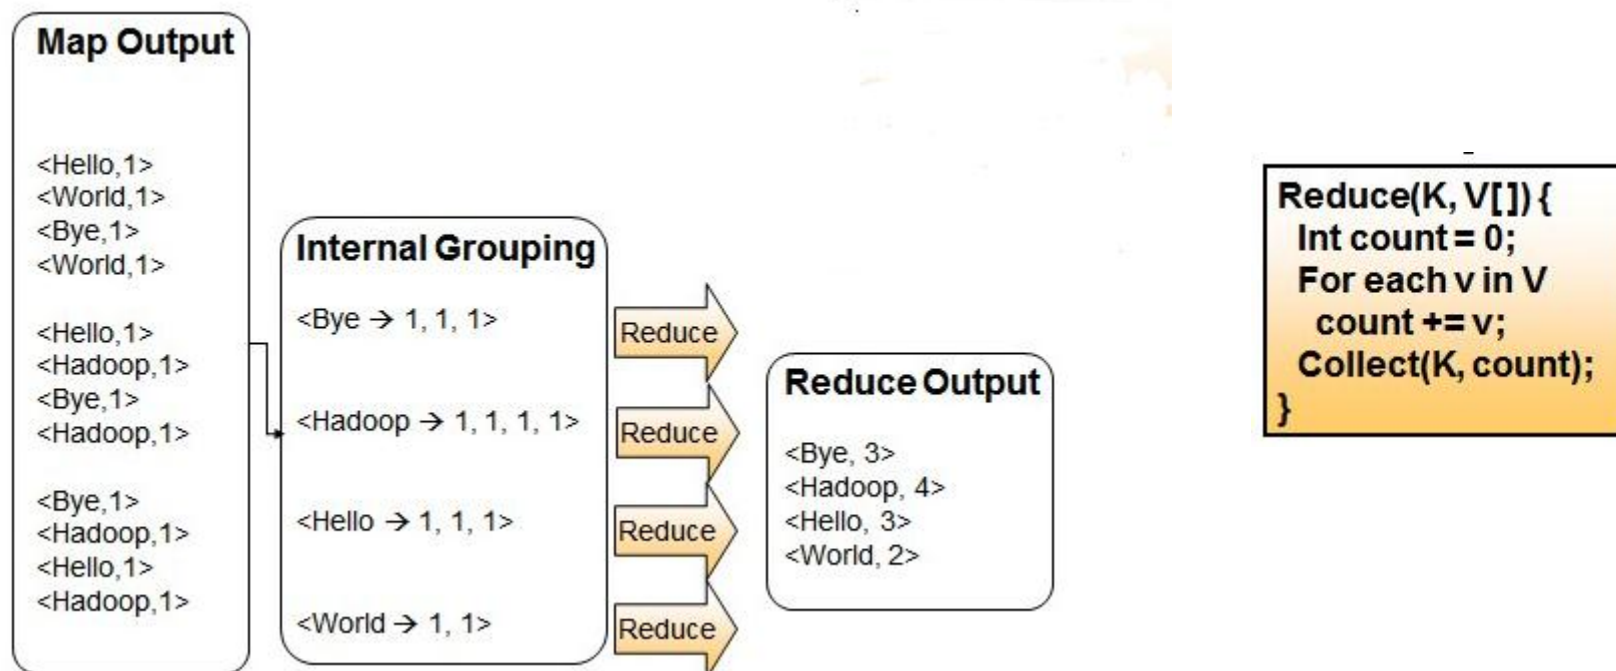 Map Output
<Hello,1>
<World,1>
<Bye,1>
<World,1>
<Hello,1>
<Hadoop,1>
<Bye,1>
<Hadoop,1>
<Bye,1>
<Hadoop,1>
<Hello,1>
<Hadoop,1>
Internal Grouping
<Bye → 1, 1, 1>
<Hadoop → 1, 1, 1, 1>
<Hello → 1, 1, 1>
<World → 1, 1>
Reduce
Reduce
Reduce
Reduce
Reduce Output
<Bye, 3>
<Hadoop, 4>
<Hello, 3>
<World, 2>
Reduce(K, V[]) {
Int count = 0;
For each v in V
count += v;
Collect(K, count);
}